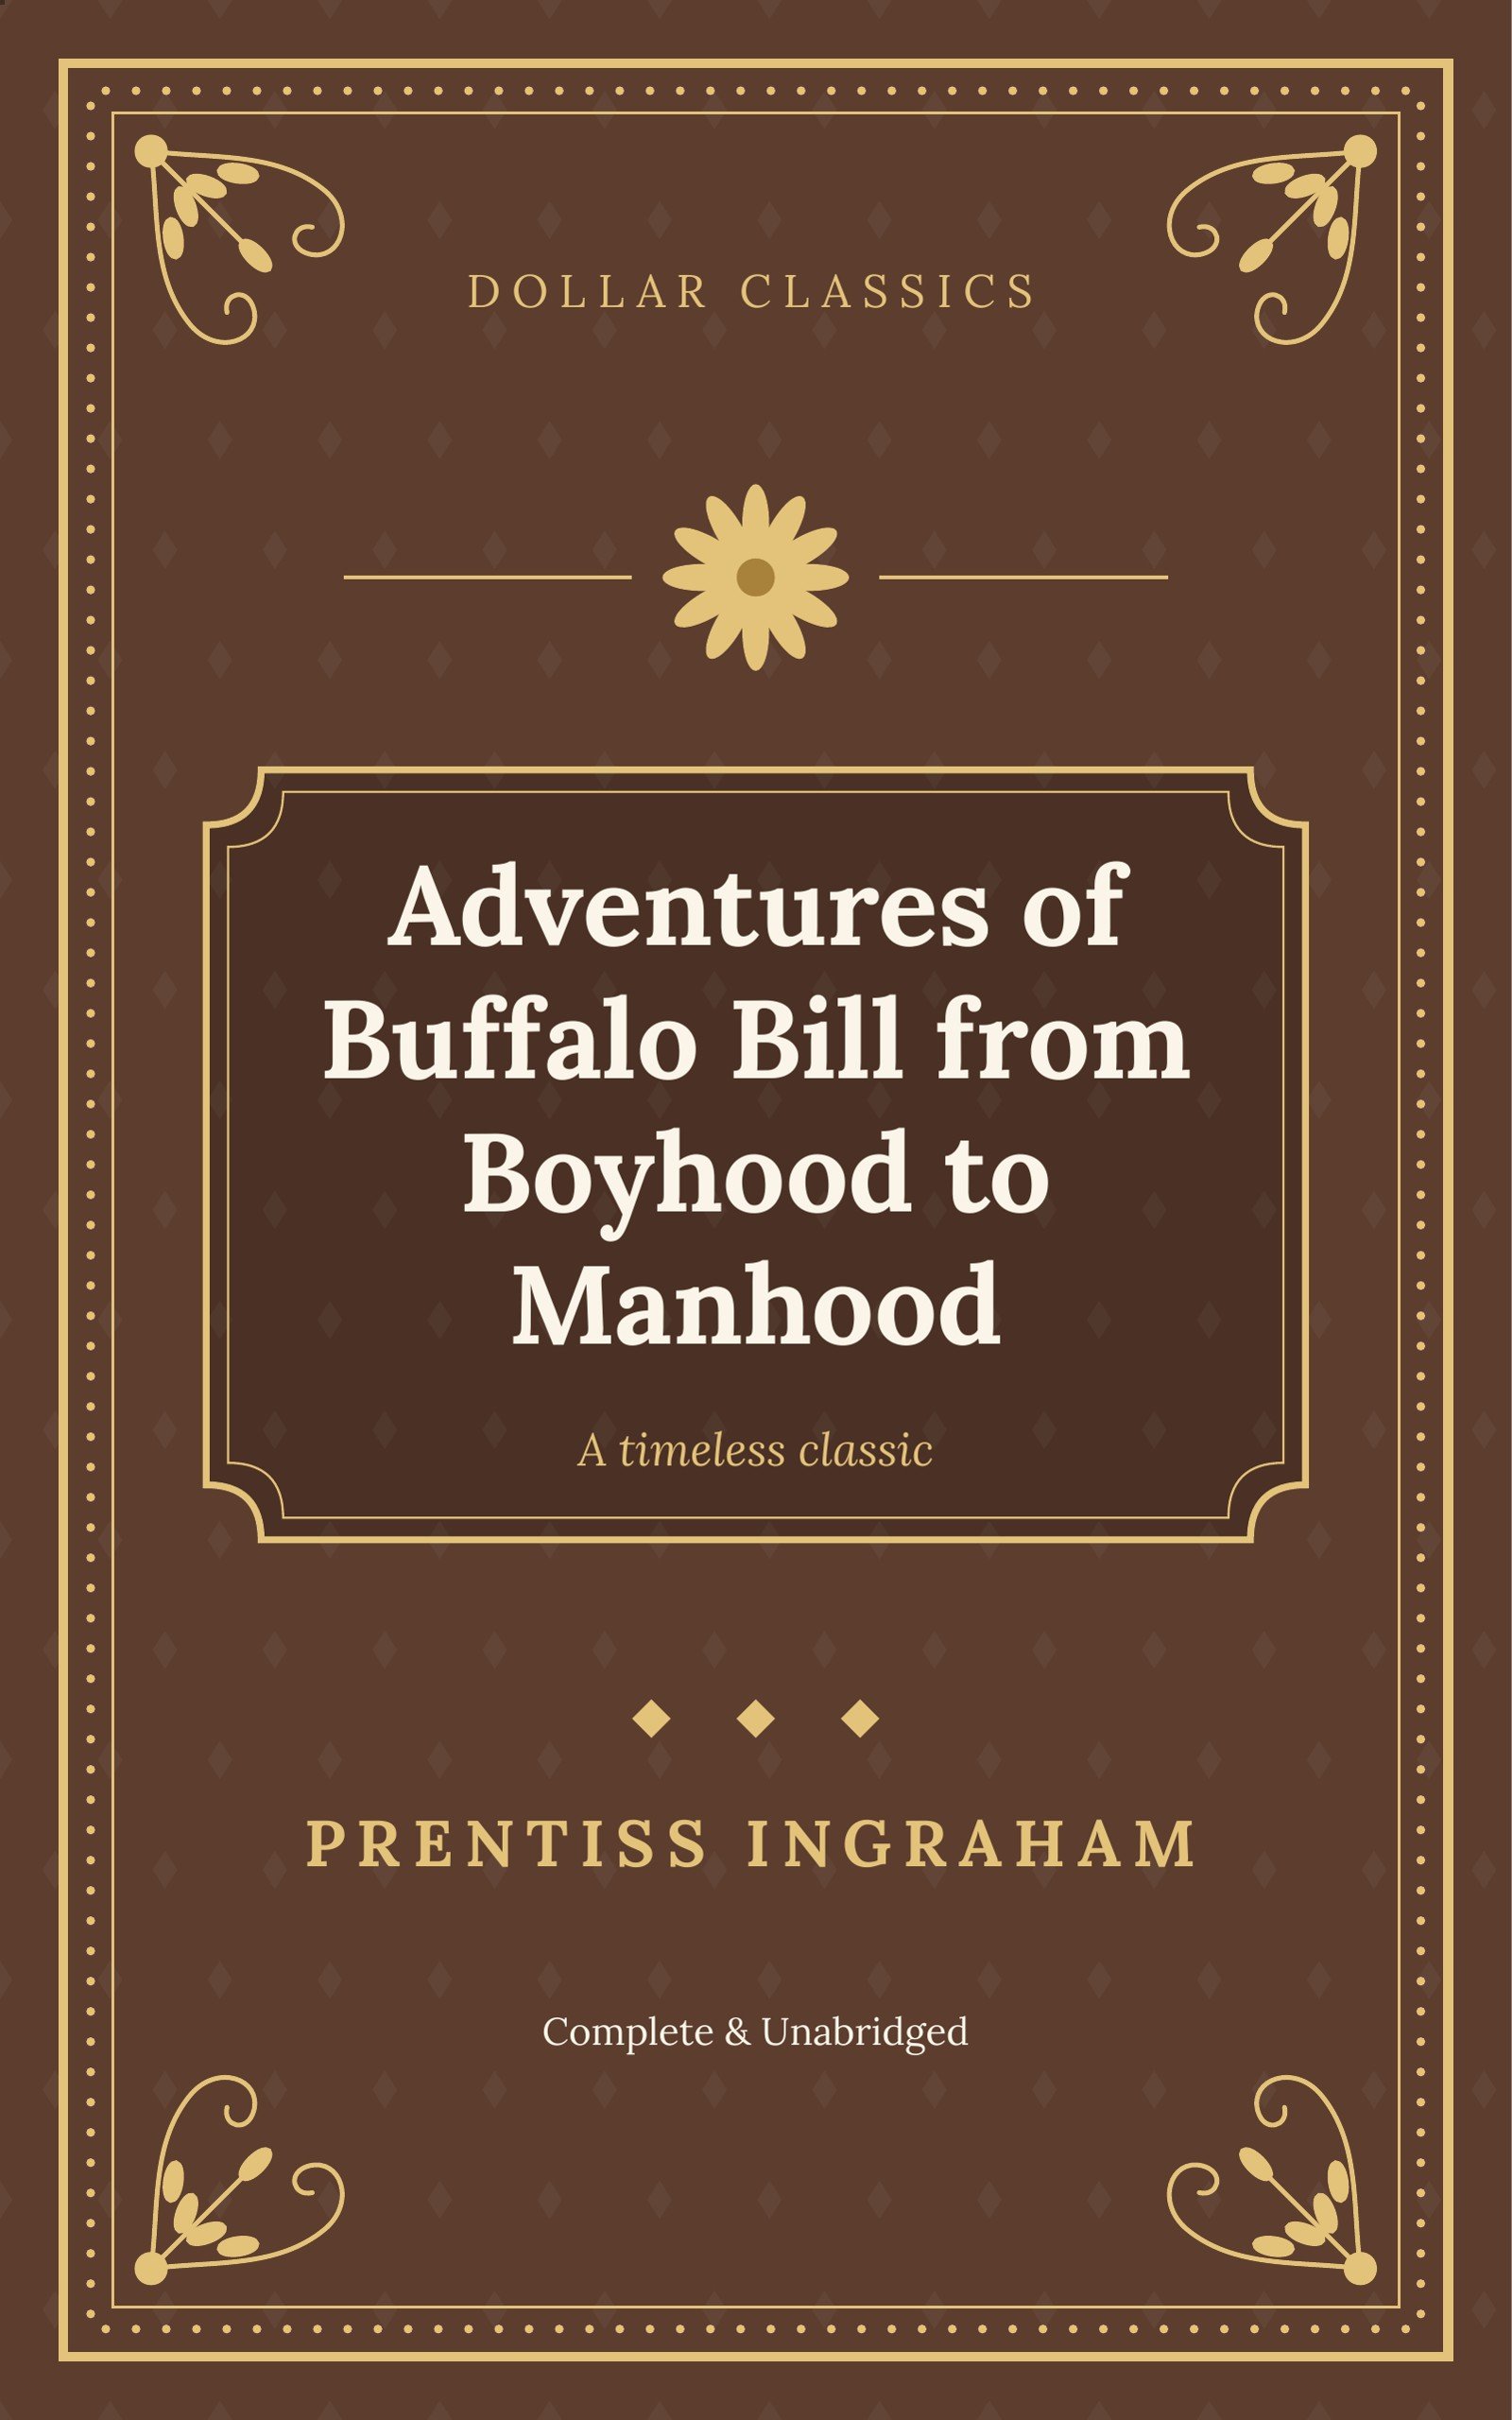 DOLLAR CLASSICS
Adventures of
Buffalo Bill from
Boyhood to
Manhood
A timeless classic
PRENTISS INGRAHAM
Complete & Unabridged